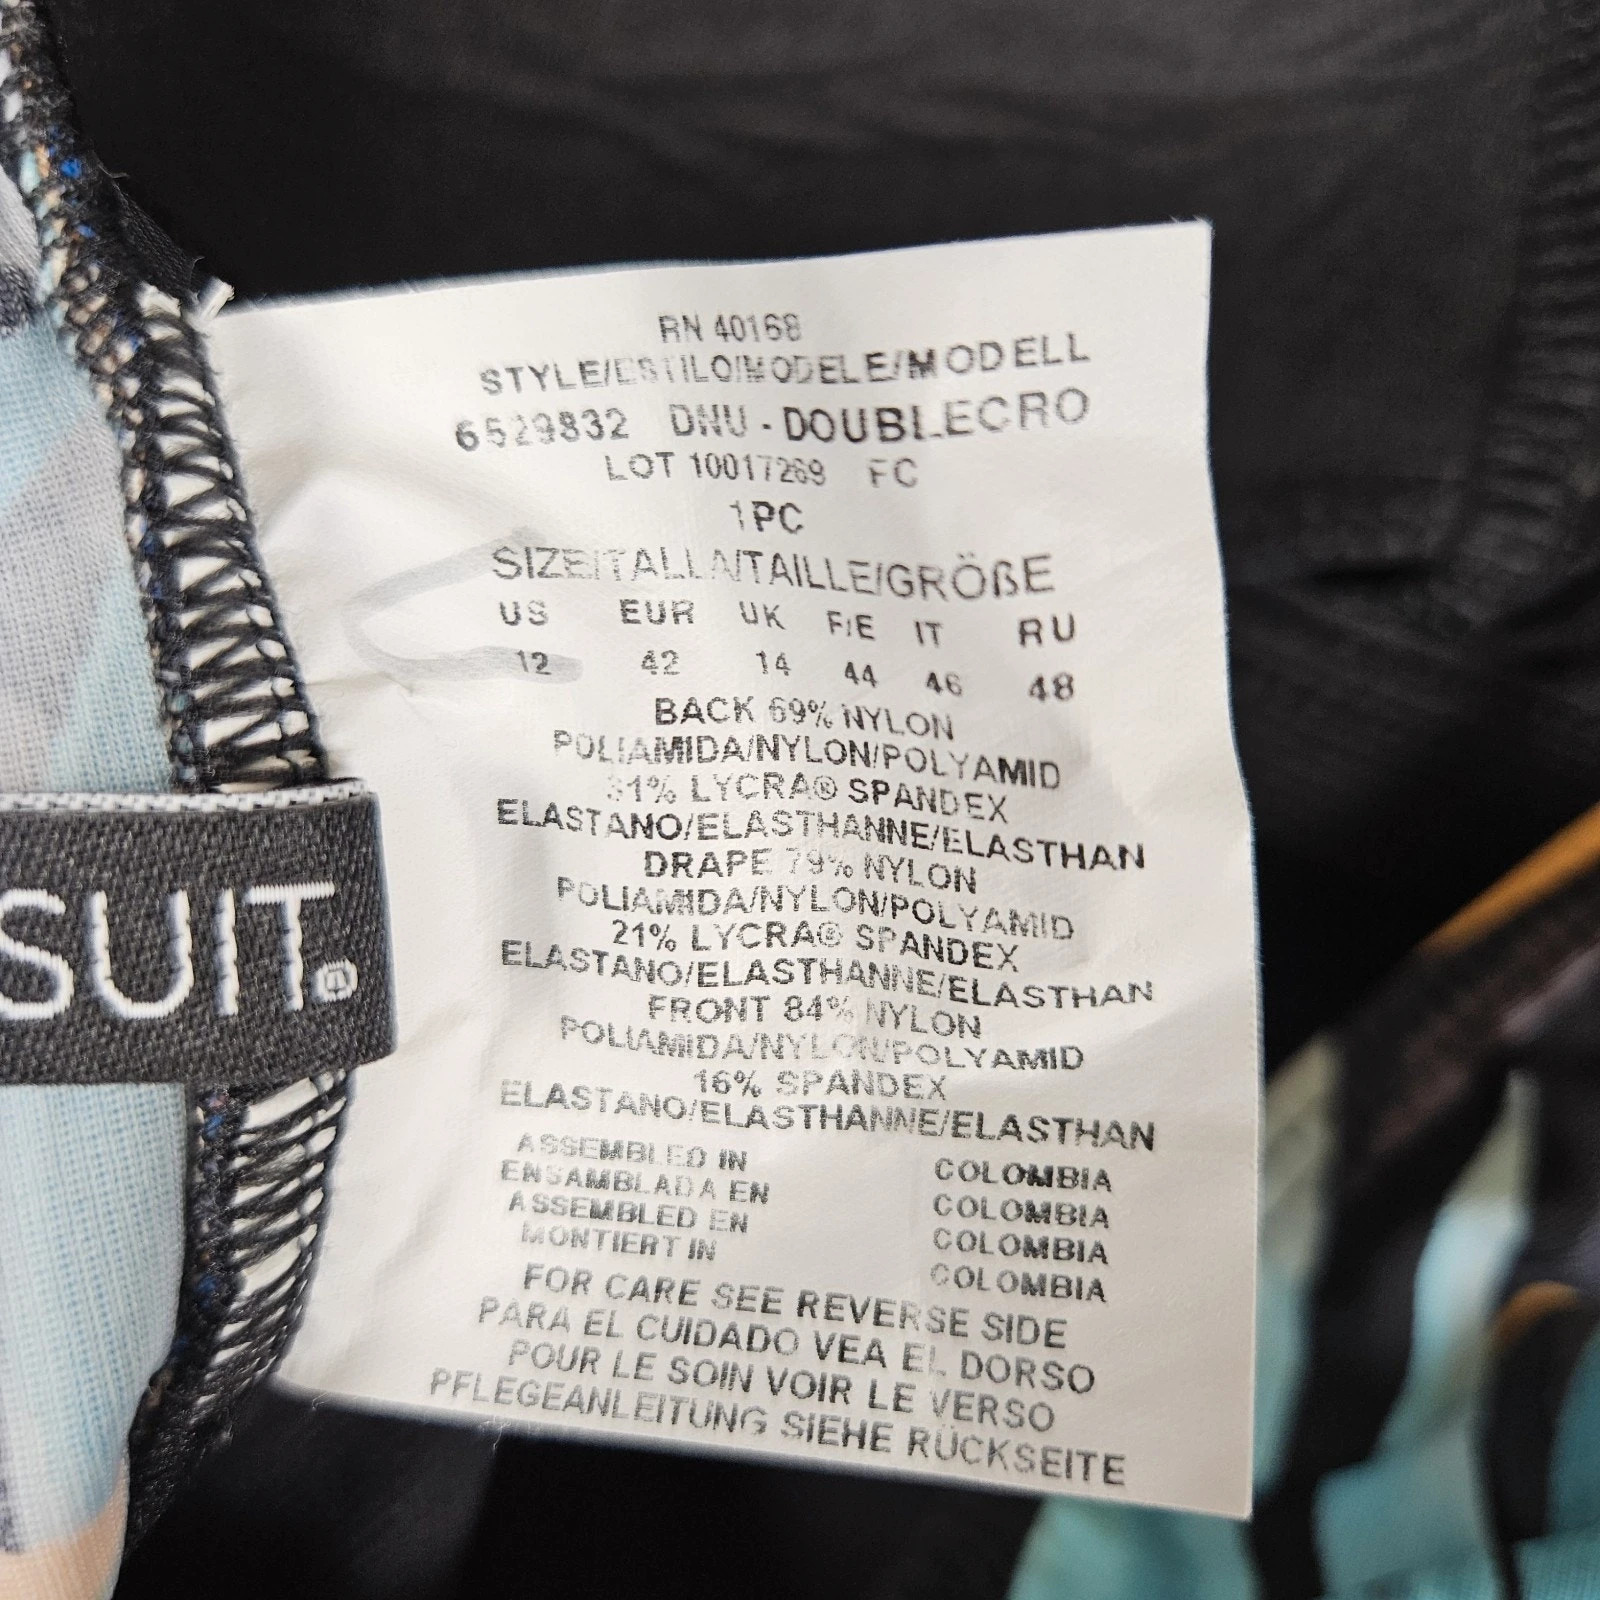 RN 40168
STYLE/ESTILO/MODELE/MODELL
6529832 DNU - DOUBLECRO
LOT 10017269 FC
1PC
SIZE/TALLA/TAILLE/GRÖßE
US EUR UK F/E IT RU
12 42 14 44 46 48
BACK 69% NYLON
POLIAMIDA/NYLON/POLYAMID
31% LYCRA® SPANDEX
ELASTANO/ELASTHANNE/ELASTHAN
DRAPE 79% NYLON
POLIAMIDA/NYLON/POLYAMID
21% LYCRA® SPANDEX
ELASTANO/ELASTHANNE/ELASTHAN
FRONT 84% NYLON
POLIAMIDA/NYLON/POLYAMID
16% SPANDEX
ELASTANO/ELASTHANNE/ELASTHAN
ASSEMBLED IN COLOMBIA
ENSAMBLADA EN COLOMBIA
ASSEMBLED EN COLOMBIA
MONTIERT IN COLOMBIA
FOR CARE SEE REVERSE SIDE
PARA EL CUIDADO VEA EL DORSO
POUR LE SOIN VOIR LE VERSO
PFLEGEANLEITUNG SIEHE RÜCKSEITE
SUIT®